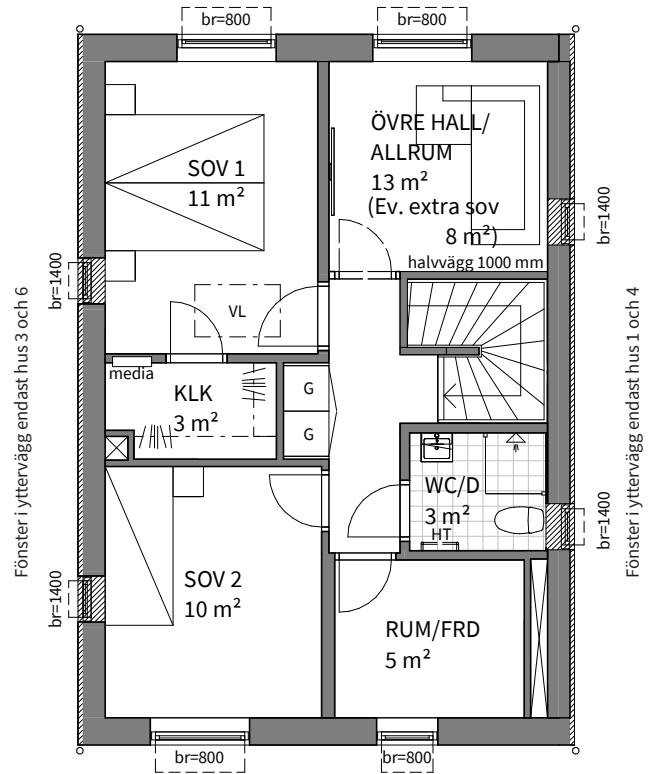 br=800
br=800
SOV 1
11 m²
ÖVRE HALL/
ALLRUM
13 m²
(Ev. extra sov
8 m²)
halvvägg 1000 mm
br=1400
br=1400
VL
media
KLK
3 m²
G
G
WC/D
3 m²
HT
SOV 2
10 m²
RUM/FRD
5 m²
br=1400
br=1400
br=800
br=800
Fönster i yttervägg endast hus 3 och 6
Fönster i yttervägg endast hus 1 och 4